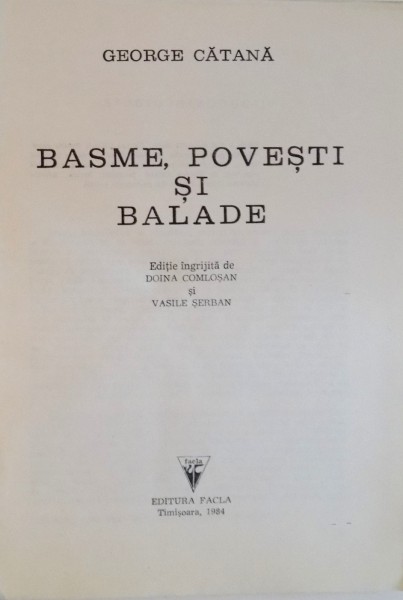 GEORGE CĂTANĂ
BASME, POVEȘTI
ȘI
BALADE
Ediție îngrijită de
DOINA COMLOȘAN
și
VASILE ȘERBAN
facla
EDITURA FACLA
Timișoara, 1984